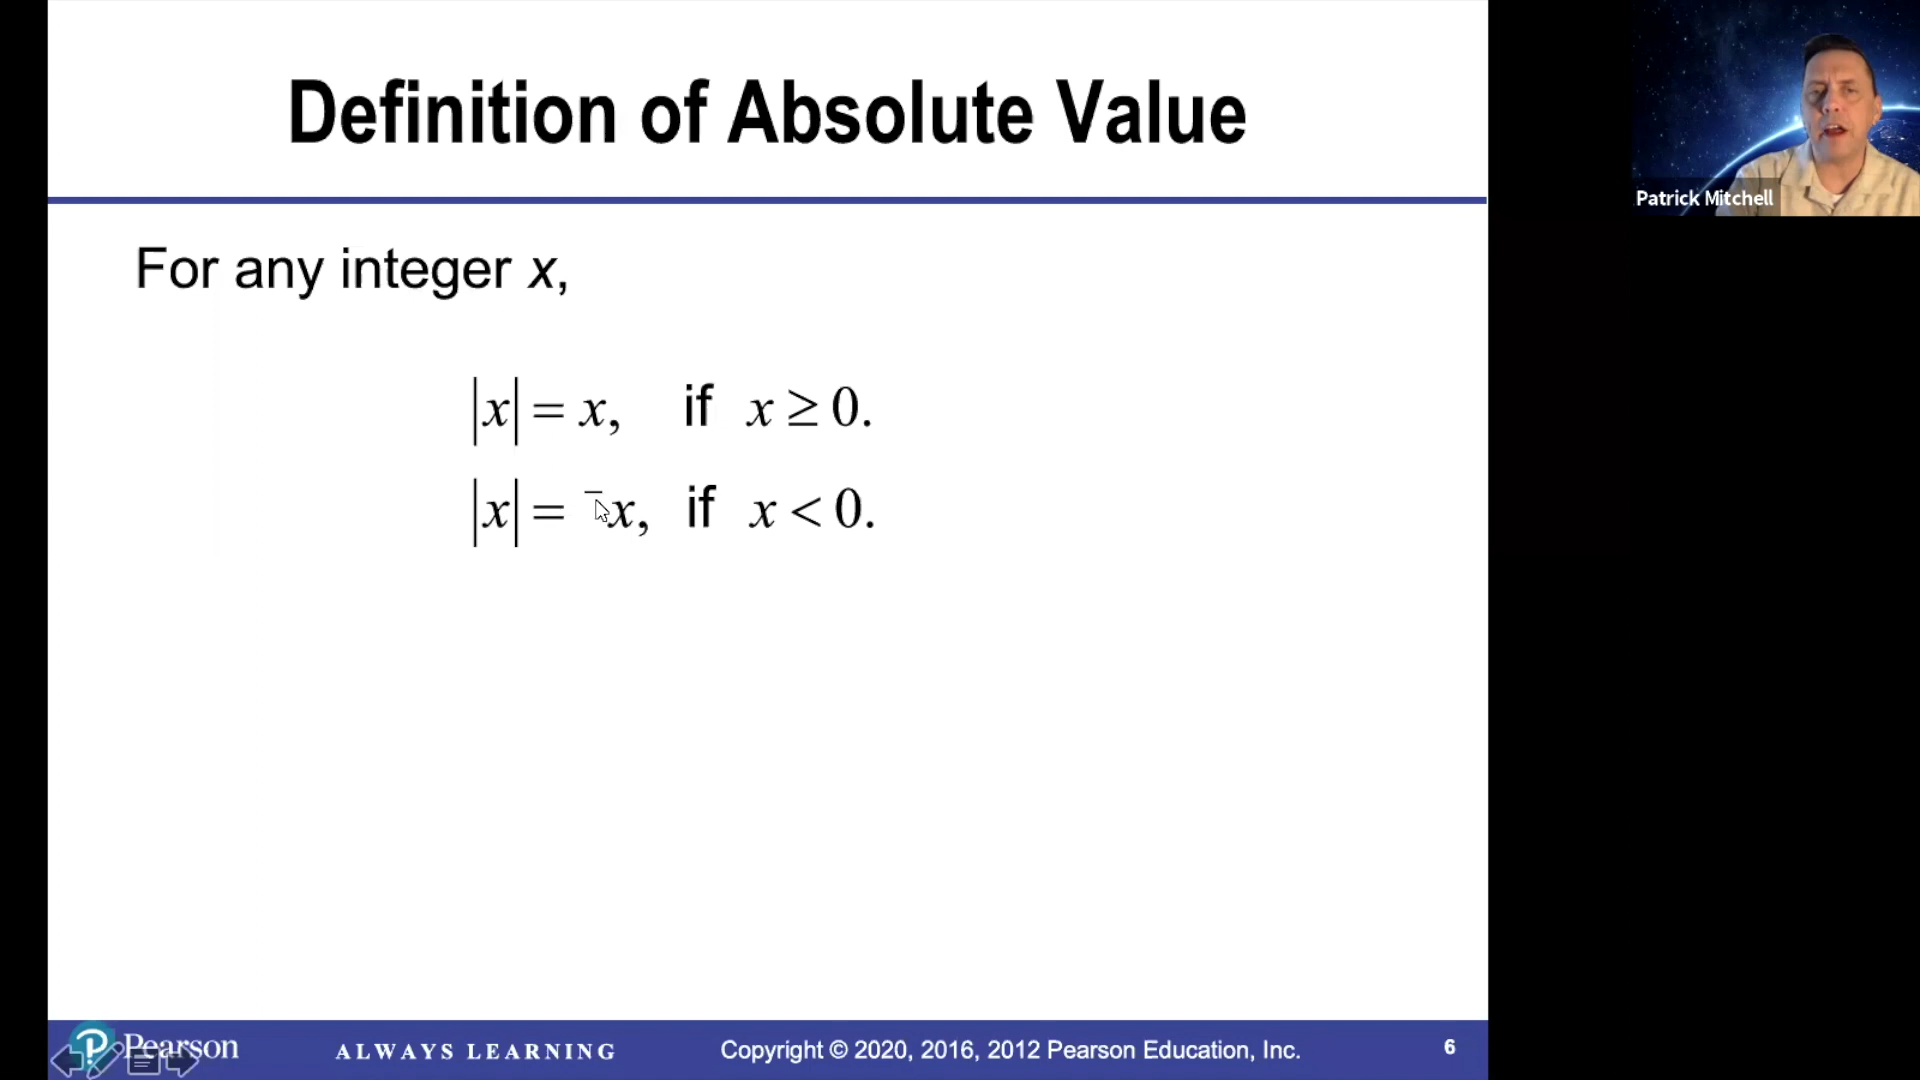 Definition of Absolute Value
Patrick Mitchell
For any integer x,
|x| = x, if x ≥ 0.
|x| = ⁻x, if x < 0.
Pearson
ALWAYS LEARNING
Copyright © 2020, 2016, 2012 Pearson Education, Inc.
6